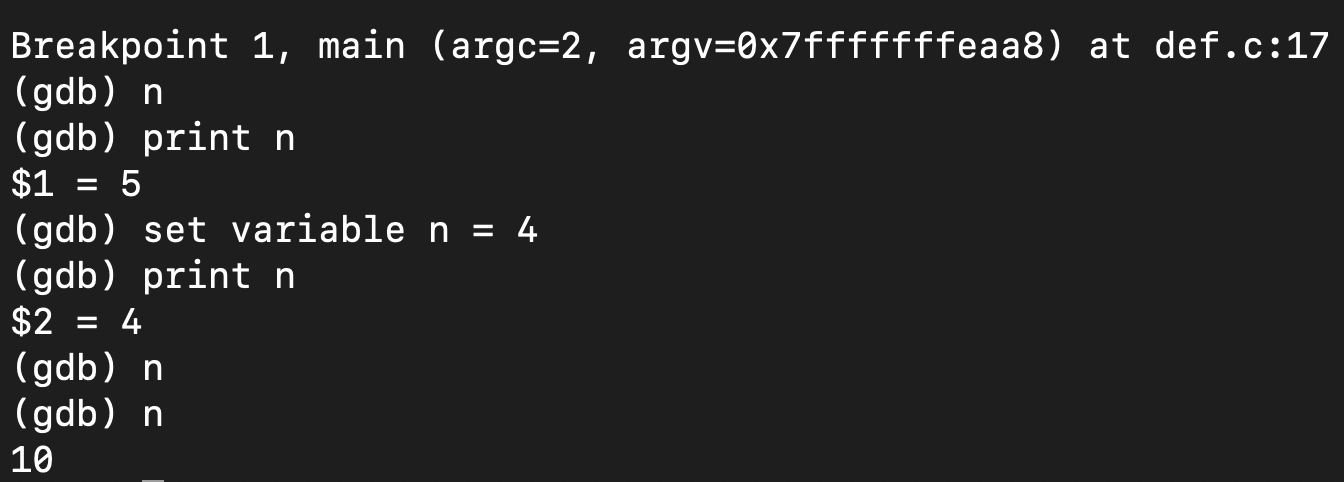 Breakpoint 1, main (argc=2, argv=0x7fffffffeaa8) at def.c:17
(gdb) n
(gdb) print n
$1 = 5
(gdb) set variable n = 4
(gdb) print n
$2 = 4
(gdb) n
(gdb) n
10